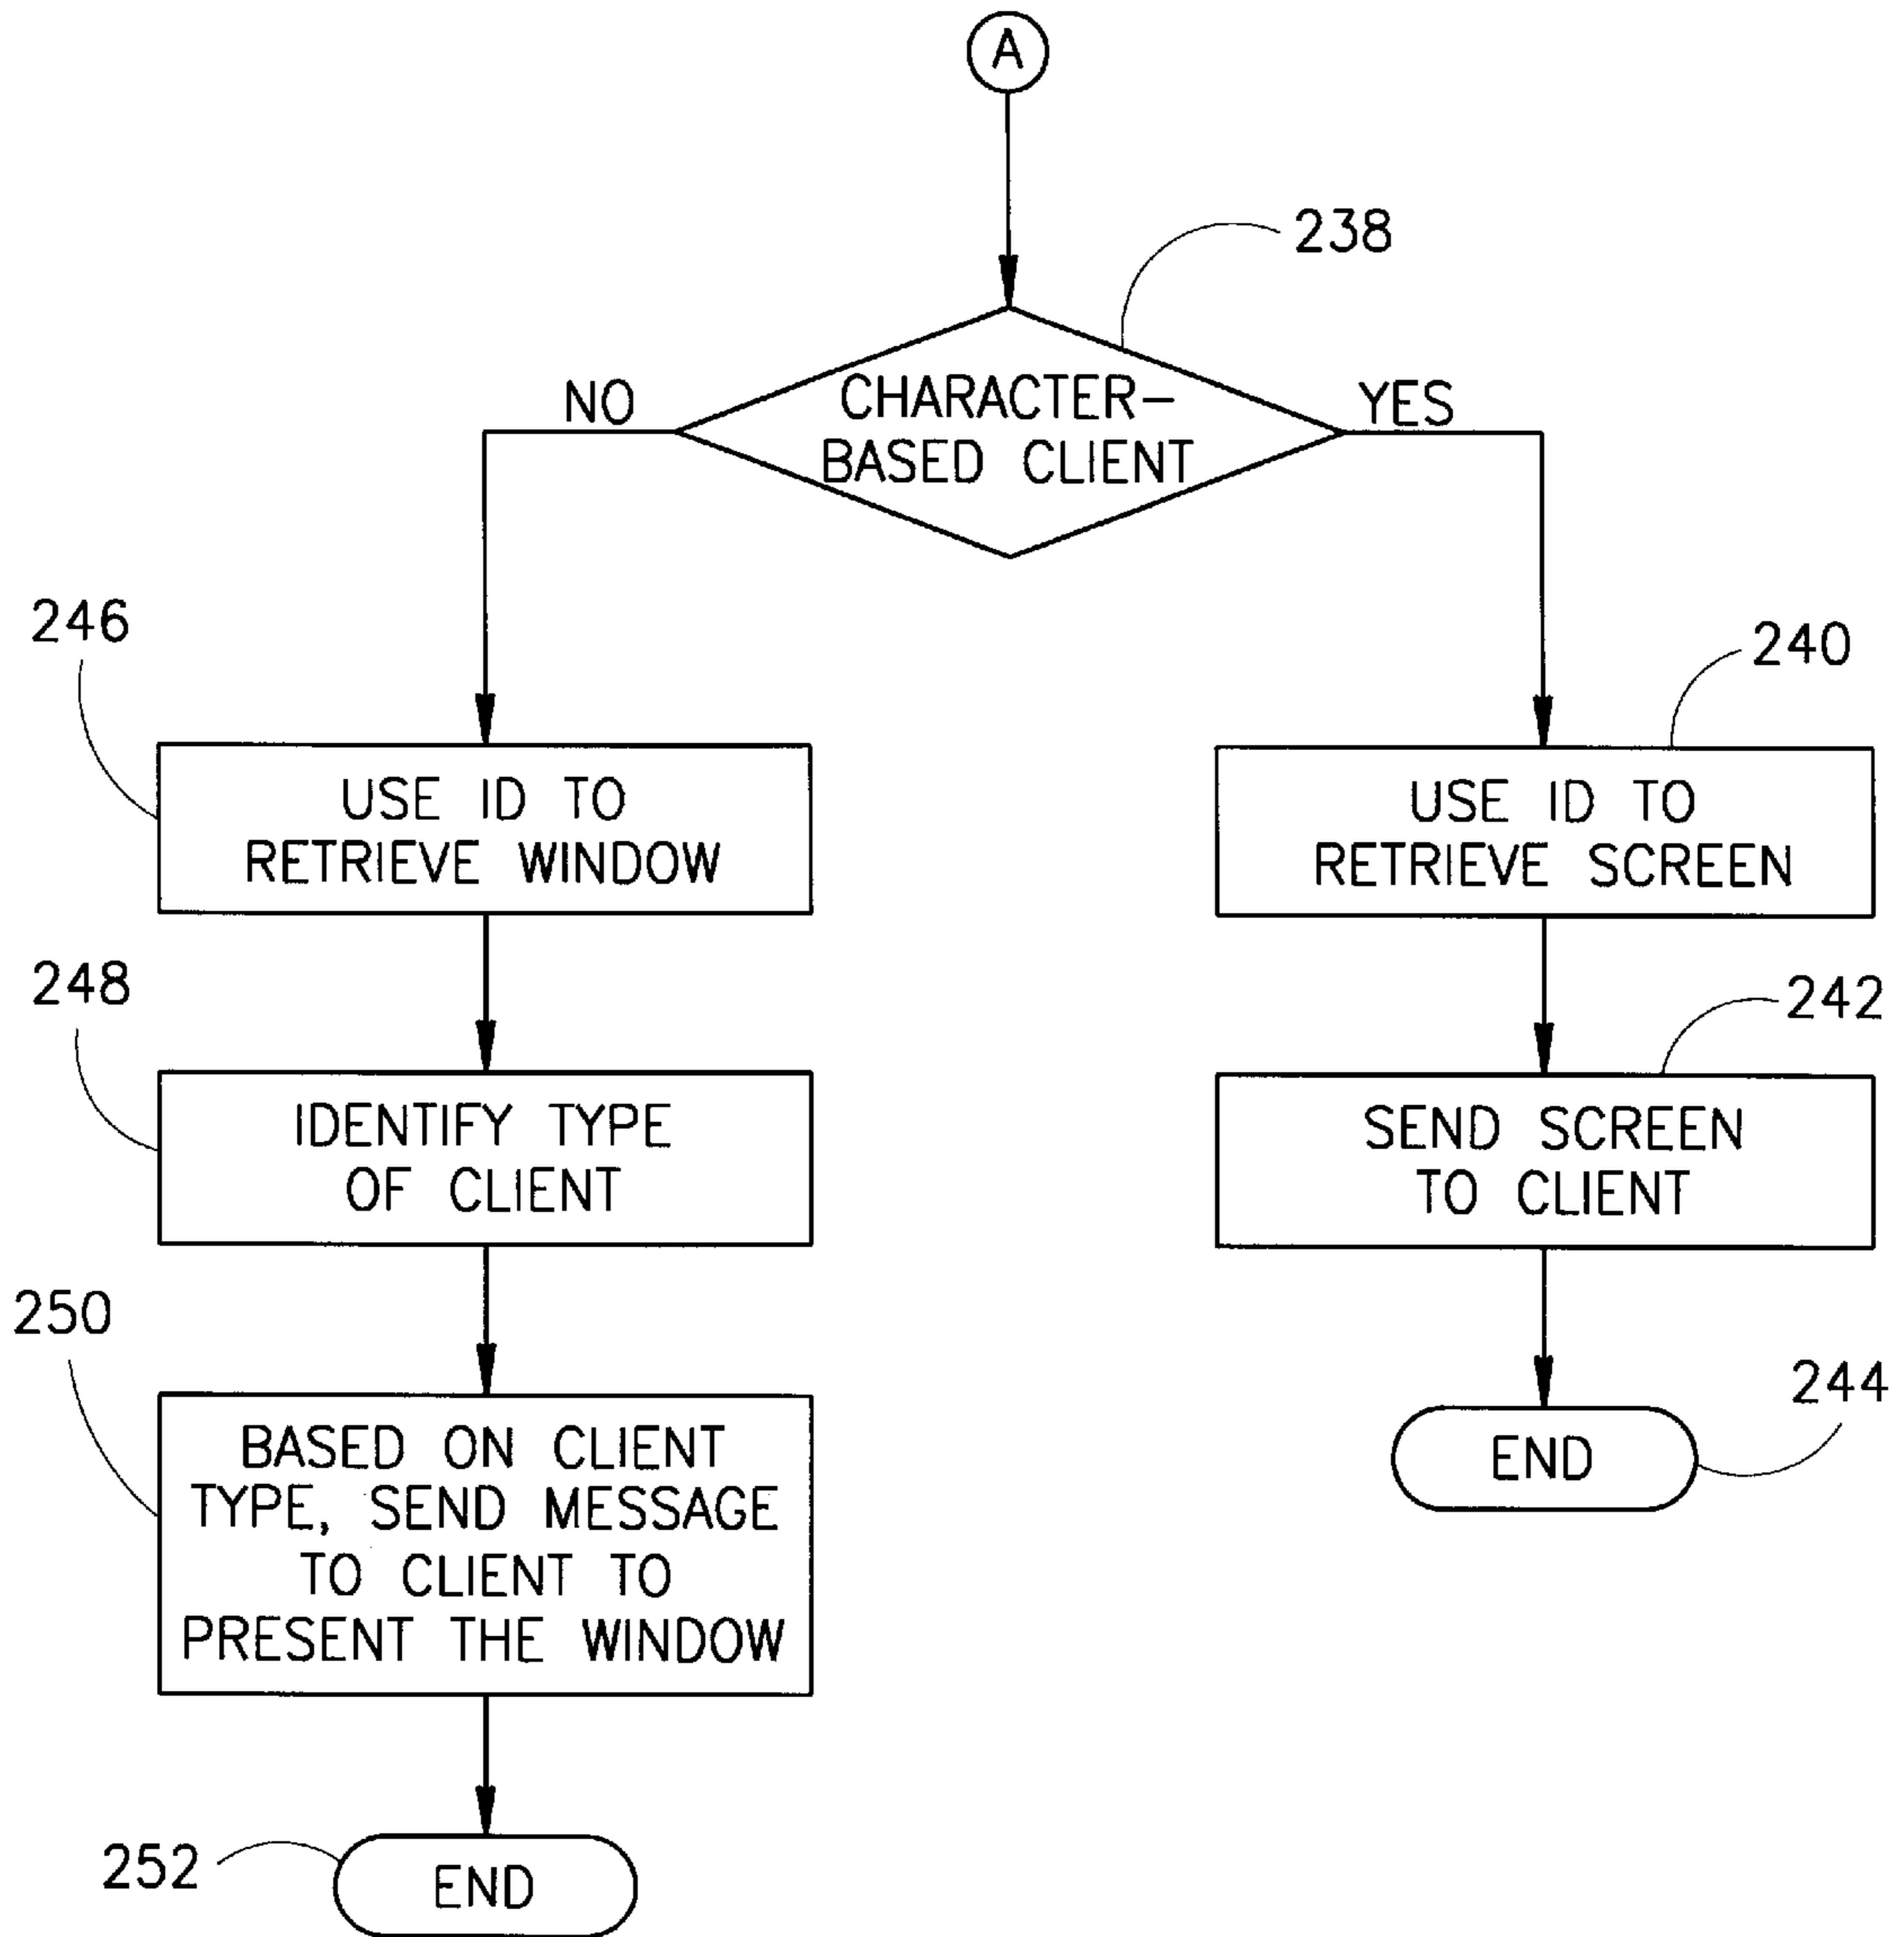 A
238
NO
CHARACTER-
BASED CLIENT
YES
246
USE ID TO
RETRIEVE WINDOW
240
USE ID TO
RETRIEVE SCREEN
248
IDENTIFY TYPE
OF CLIENT
242
SEND SCREEN
TO CLIENT
250
BASED ON CLIENT
TYPE, SEND MESSAGE
TO CLIENT TO
PRESENT THE WINDOW
244
END
252
END